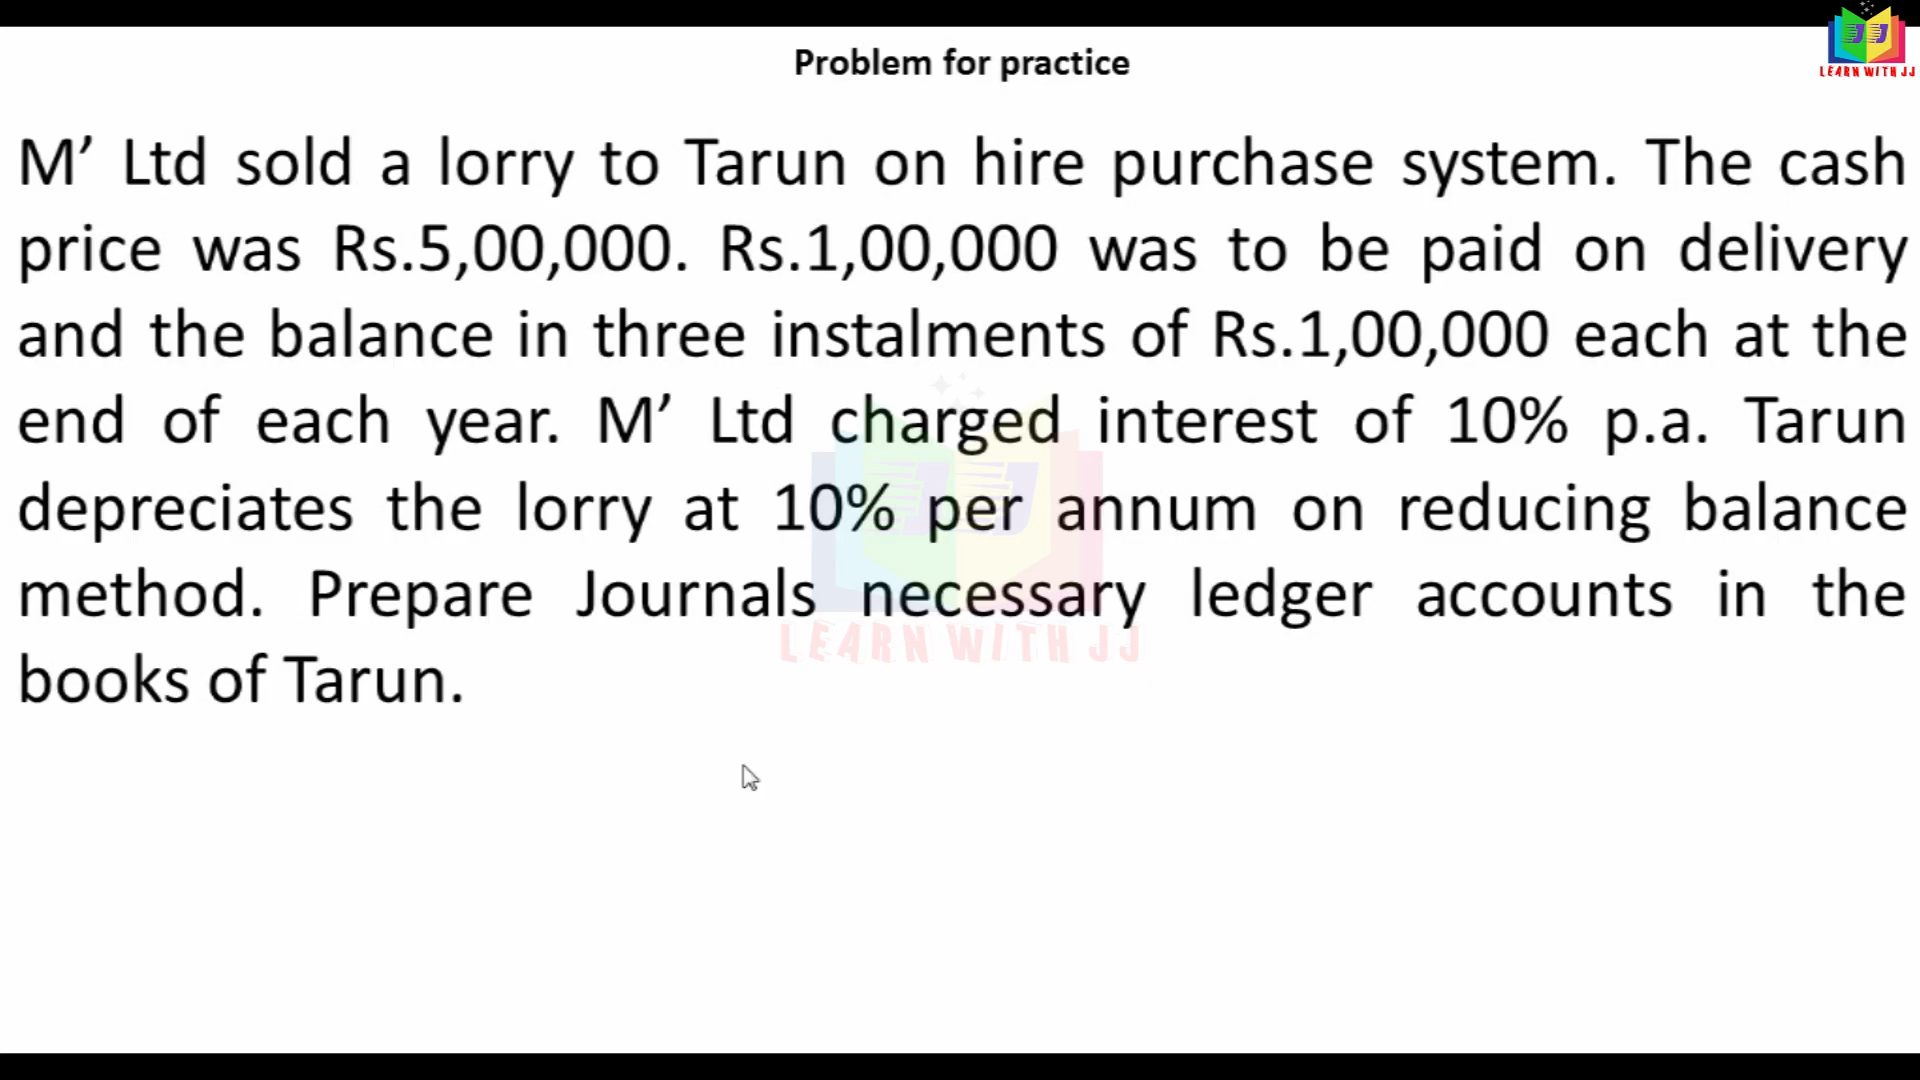 LEARN WITH JJ
Problem for practice
M’ Ltd sold a lorry to Tarun on hire purchase system. The cash
price was Rs.5,00,000. Rs.1,00,000 was to be paid on delivery
and the balance in three instalments of Rs.1,00,000 each at the
end of each year. M’ Ltd charged interest of 10% p.a. Tarun
depreciates the lorry at 10% per annum on reducing balance
method. Prepare Journals necessary ledger accounts in the
LEARN WITH JJ
books of Tarun.